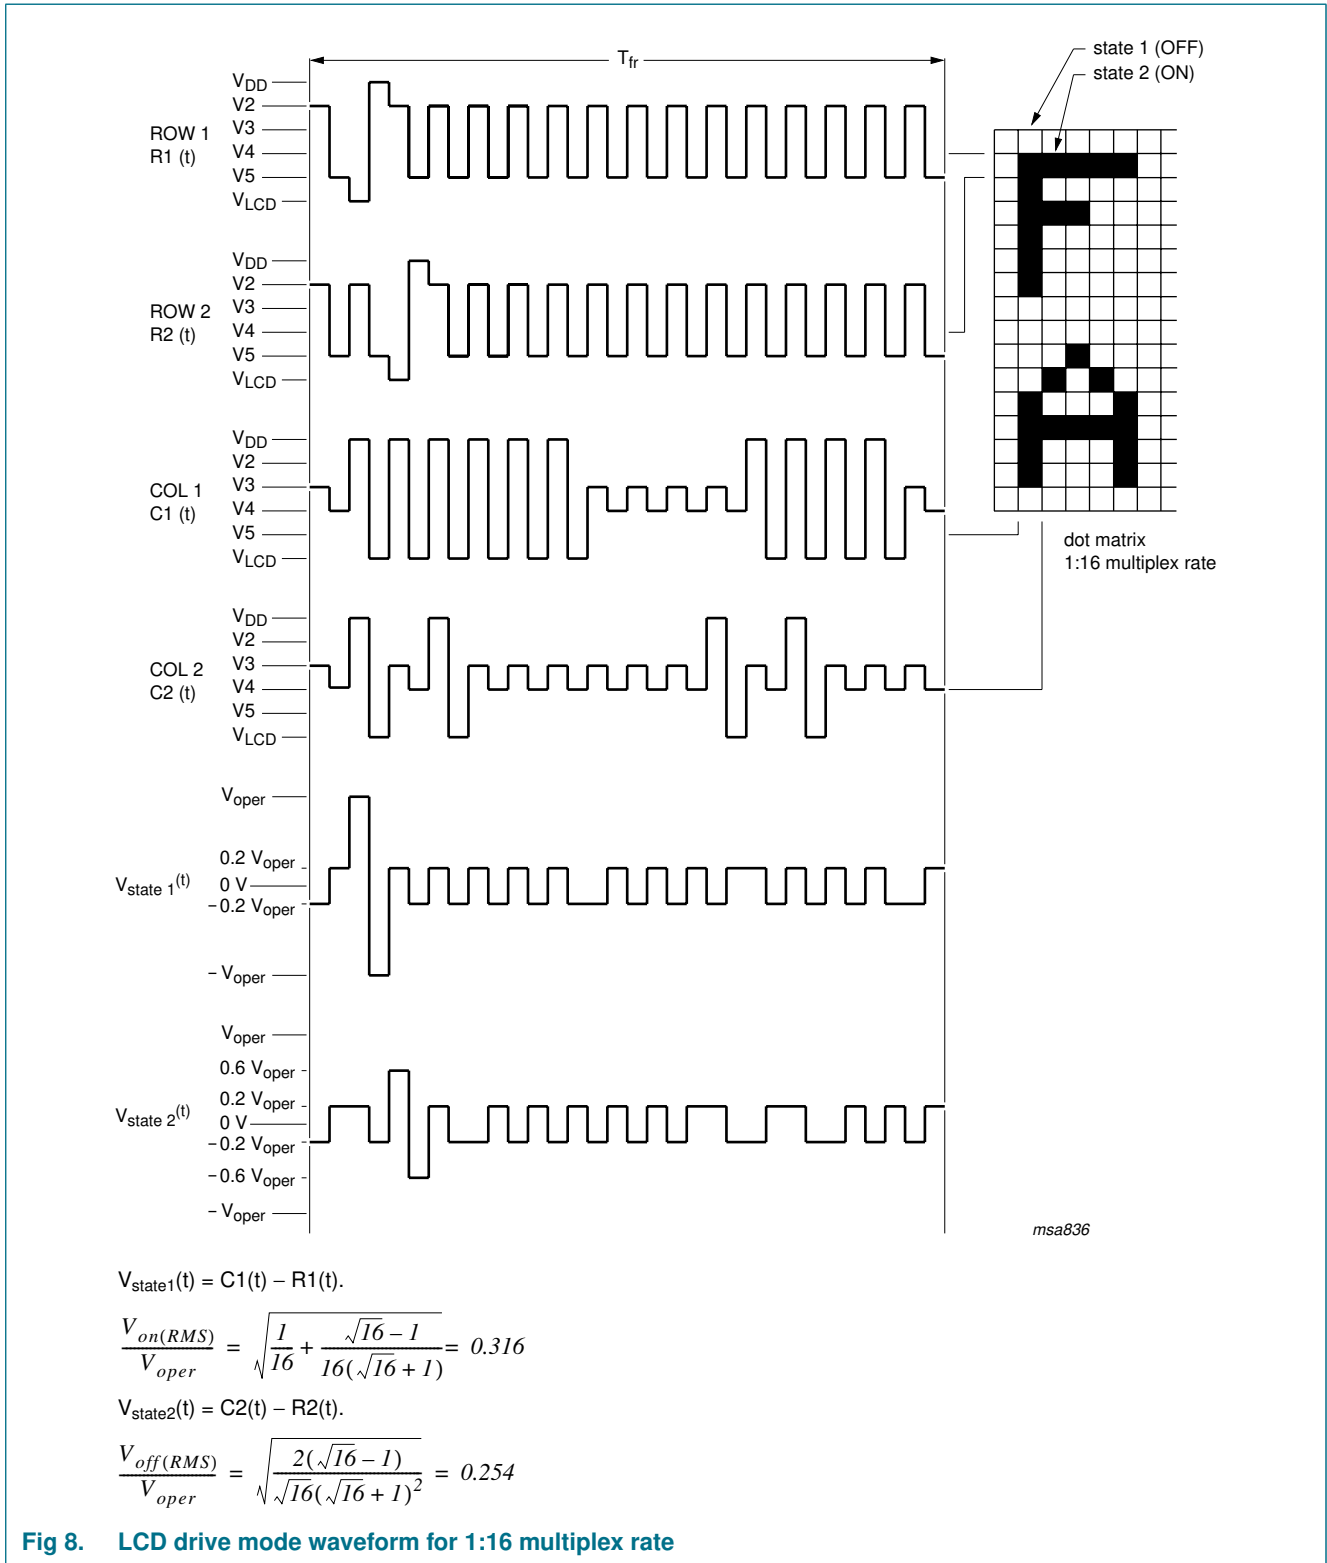 T_fr
state 1 (OFF)
state 2 (ON)
ROW 1
R1 (t)
V_DD
V2
V3
V4
V5
V_LCD
ROW 2
R2 (t)
V_DD
V2
V3
V4
V5
V_LCD
COL 1
C1 (t)
V_DD
V2
V3
V4
V5
V_LCD
dot matrix
1:16 multiplex rate
COL 2
C2 (t)
V_DD
V2
V3
V4
V5
V_LCD
V_state 1(t)
V_oper
0.2 V_oper
0 V
−0.2 V_oper
− V_oper
V_state 2(t)
V_oper
0.6 V_oper
0.2 V_oper
0 V
−0.2 V_oper
−0.6 V_oper
− V_oper
msa836
V_state1(t) = C1(t) − R1(t).
V_on(RMS) / V_oper = √(1/16 + (√16 − 1)/(16(√16 + 1))) = 0.316
V_state2(t) = C2(t) − R2(t).
V_off(RMS) / V_oper = √(2(√16 − 1)/(√16(√16 + 1)²)) = 0.254
Fig 8. LCD drive mode waveform for 1:16 multiplex rate